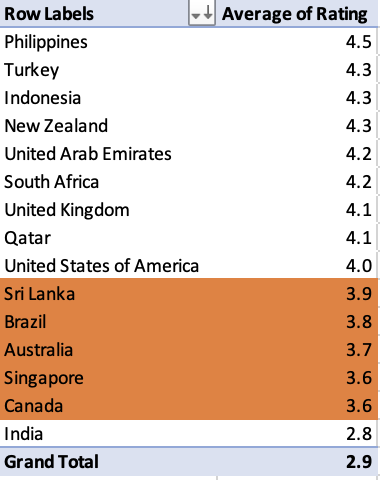 Row Labels Average of Rating
Philippines 4.5
Turkey 4.3
Indonesia 4.3
New Zealand 4.3
United Arab Emirates 4.2
South Africa 4.2
United Kingdom 4.1
Qatar 4.1
United States of America 4.0
Sri Lanka 3.9
Brazil 3.8
Australia 3.7
Singapore 3.6
Canada 3.6
India 2.8
Grand Total 2.9